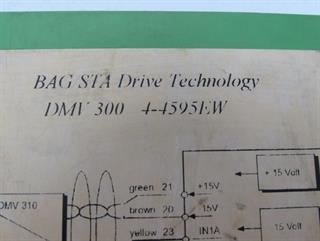 BAG STA Drive Technology
DMV 300 4-4595EW
+ 15 Volt
green 21 +15V
DMV 310
brown 20 15V
yellow 23 IN1A
15 Volt